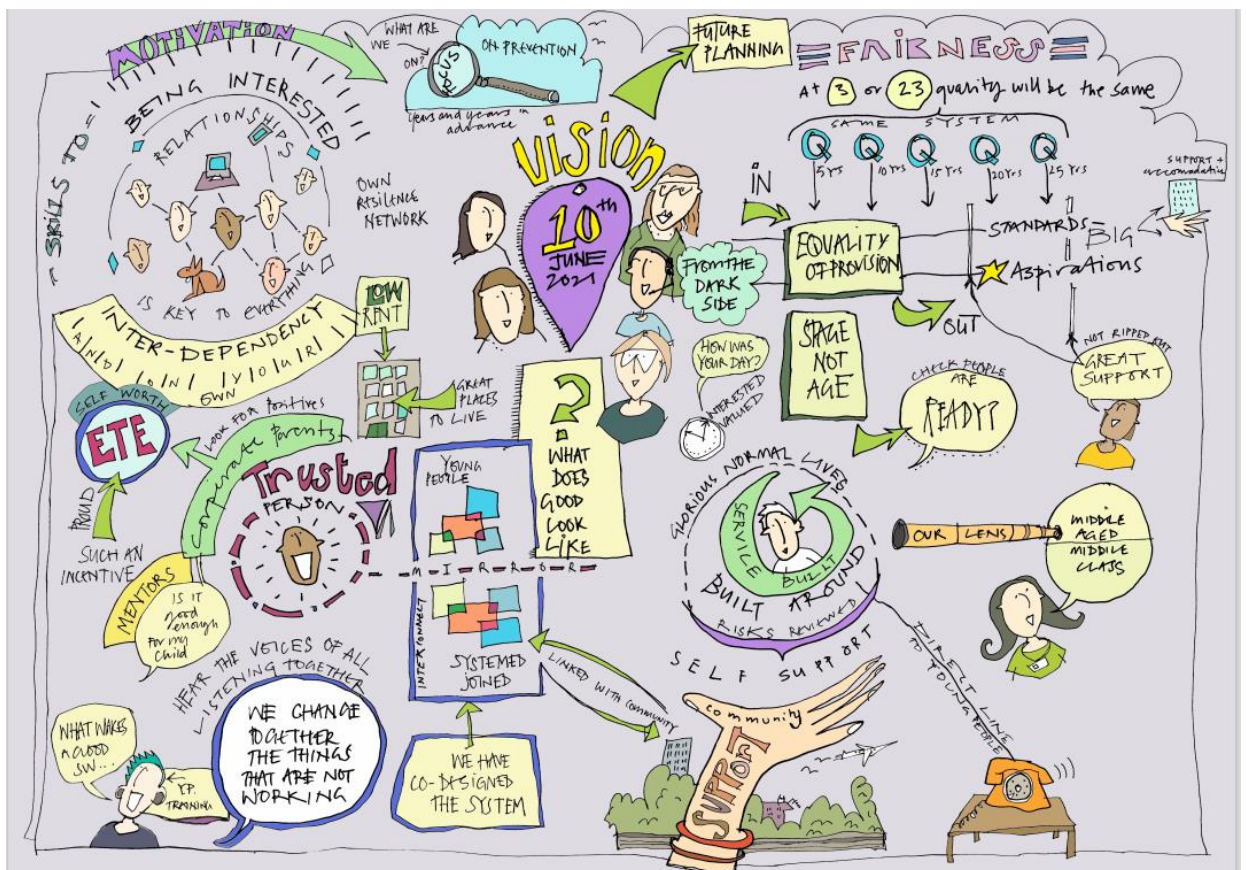 MOTIVATION
SKILLS TO =
BEING INTERESTED
RELATIONSHIPS
IS KEY TO EVERYTHING
INTER-DEPENDENCY
AND ON YOUR
OWN
WHAT ARE
WE
ON?
FOCUS
ON PREVENTION
Years and years in
advance
FUTURE
PLANNING
OWN
RESILENCE
NETWORK
VISION
10th
JUNE
2021
FROM THE
DARK
SIDE
FAIRNESS
At 3 or 23 quality will be the same
SAME SYSTEM
Q Q Q Q Q
5 Yrs
10 Yrs
15 Yrs
20 Yrs
25 Yrs
SUPPORT +
accommodation
IN
EQUALITY
OF PROVISION
STANDARDS =
BIG
ASPIRATIONS
OUT
STAGE
NOT
AGE
NOT RIPPED OUT
GREAT
SUPPORT
CHECK PEOPLE
ARE
READY?
LOW
RENT
GREAT
PLACES
TO LIVE
HOW WAS
YOUR DAY?
INTERESTED
VALUED
?
WHAT
DOES
GOOD
LOOK
LIKE
SELF WORTH
ETE
LOOK FOR POSITIVES
Corporate Parents
PROUD
SUCH AN
INCENTIVE
Trusted
PERSON
MENTORS
IS IT
good
enough
For my
Child
YOUNG
PEOPLE
MIRROR
INTERCONNECT
SYSTEMED
JOINED
GLORIOUS NORMAL LIVES
SERVICE
BUILT
BUILT AROUND
RISKS REVIEWED
OUR LENS
MIDDLE
AGED
MIDDLE
CLASS
HEAR THE VOICES OF ALL
LISTENING TOGETHER
WE CHANGE
TOGETHER
THE THINGS
THAT ARE NOT
WORKING
WHAT MAKES
A GOOD
SW...
Y.P.
TRAINING
WE HAVE
CO-DESIGNED
THE SYSTEM
LINKED WITH COMMUNITY
SELF SUPPORT
community
SUPPORT
DIRECT LINE
TO YOUNG PEOPLE